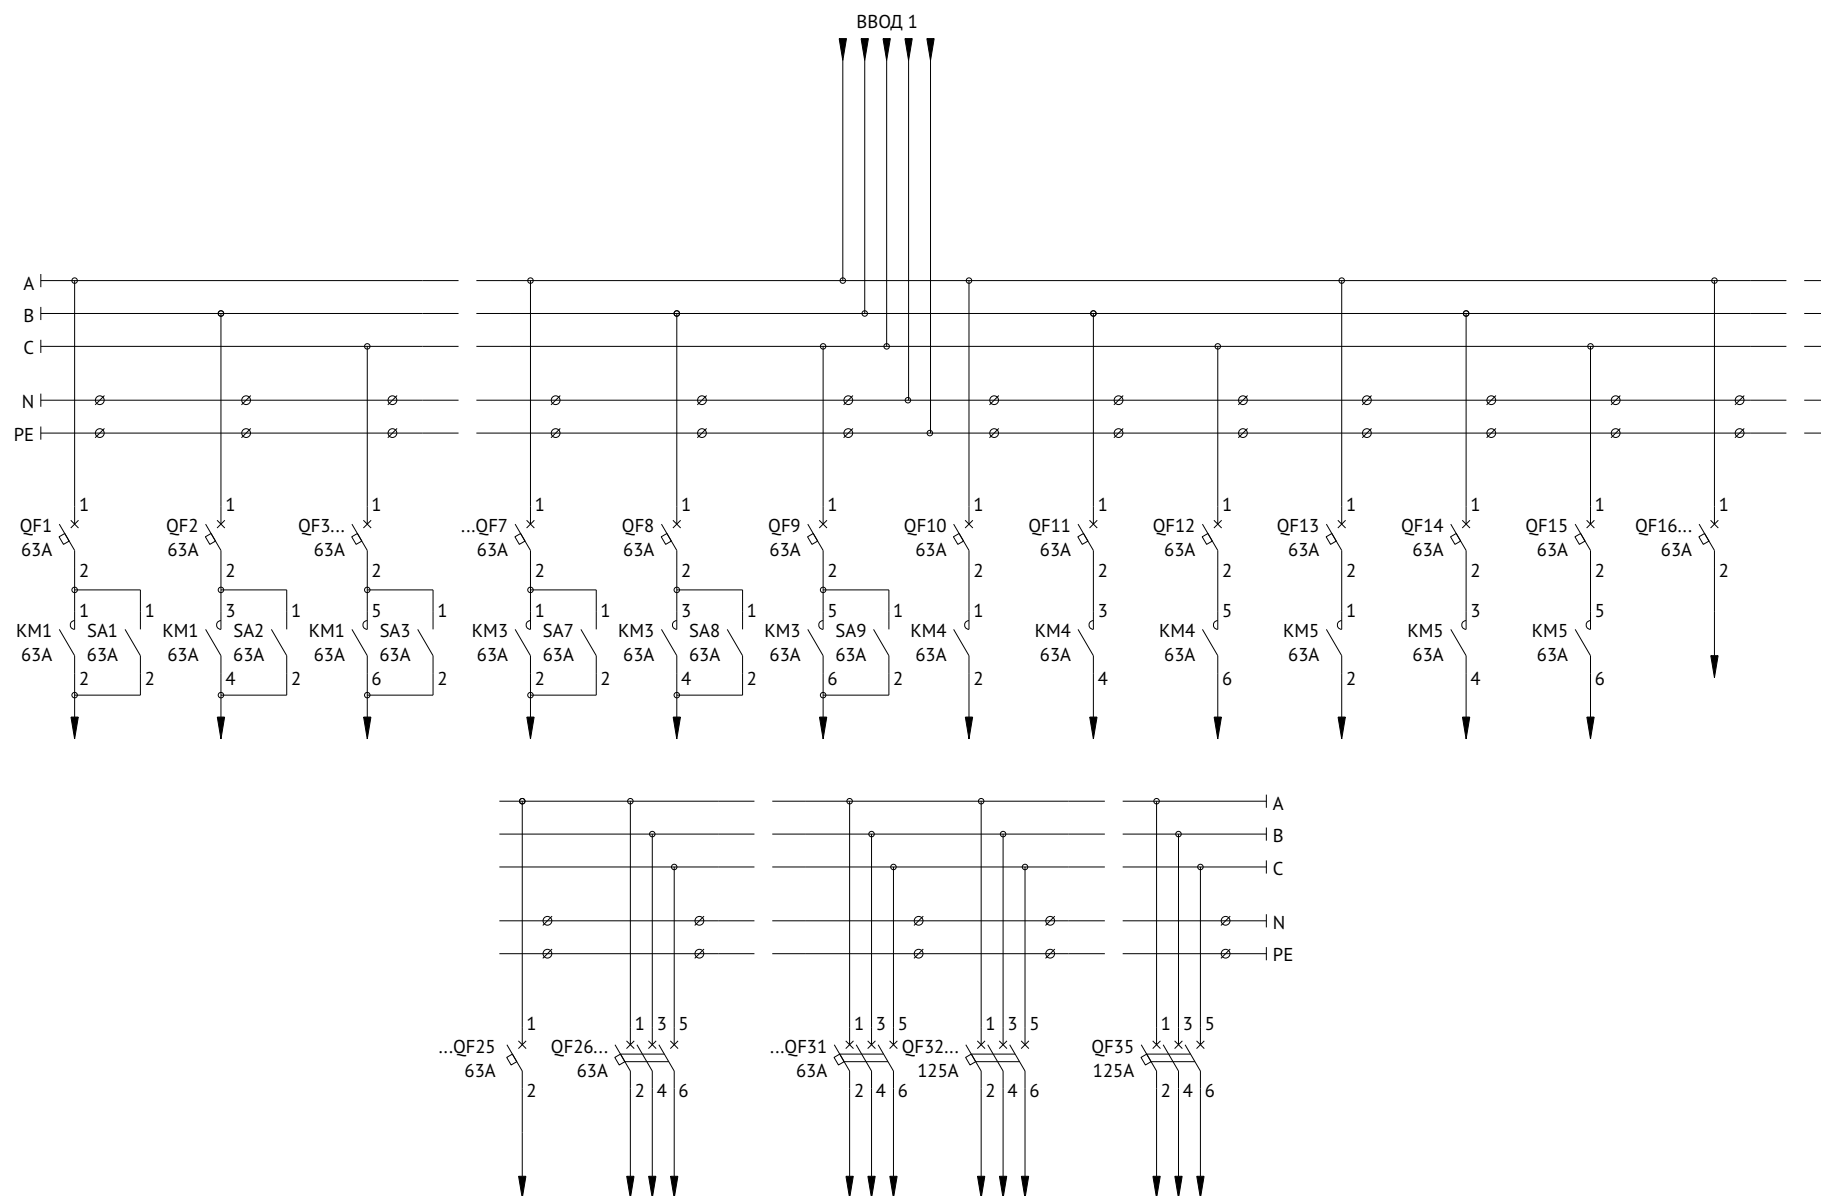 ВВОД 1
A
B
C
N
PE
1 1 1 1 1 1 1 1 1 1 1 1 1
QF1 QF2 QF3... ...QF7 QF8 QF9 QF10 QF11 QF12 QF13 QF14 QF15 QF16...
63A 63A 63A 63A 63A 63A 63A 63A 63A 63A 63A 63A 63A
2 2 2 2 2 2 2 2 2 2 2 2 2
1 1 3 1 5 1 1 1 3 1 5 1 1 3 5 1 3 5
KM1 SA1 KM1 SA2 KM1 SA3 KM3 SA7 KM3 SA8 KM3 SA9 KM4 KM4 KM4 KM5 KM5 KM5
63A 63A 63A 63A 63A 63A 63A 63A 63A 63A 63A 63A 63A 63A 63A 63A 63A 63A
2 2 4 2 6 2 2 2 4 2 6 2 2 4 6 2 4 6
A
B
C
N
PE
1 1 3 5 1 3 5 1 3 5 1 3 5
...QF25 QF26... ...QF31 QF32... QF35
63A 63A 63A 125A 125A
2 2 4 6 2 4 6 2 4 6 2 4 6